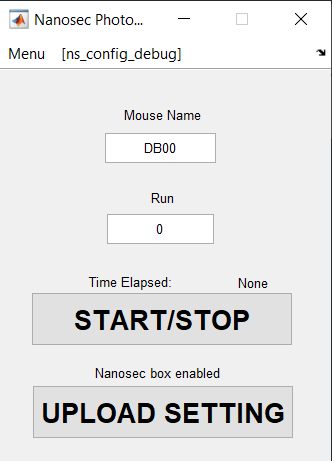 Nanosec Photo...
Menu [ns_config_debug]
Mouse Name
DB00
Run
0
Time Elapsed: None
START/STOP
Nanosec box enabled
UPLOAD SETTING